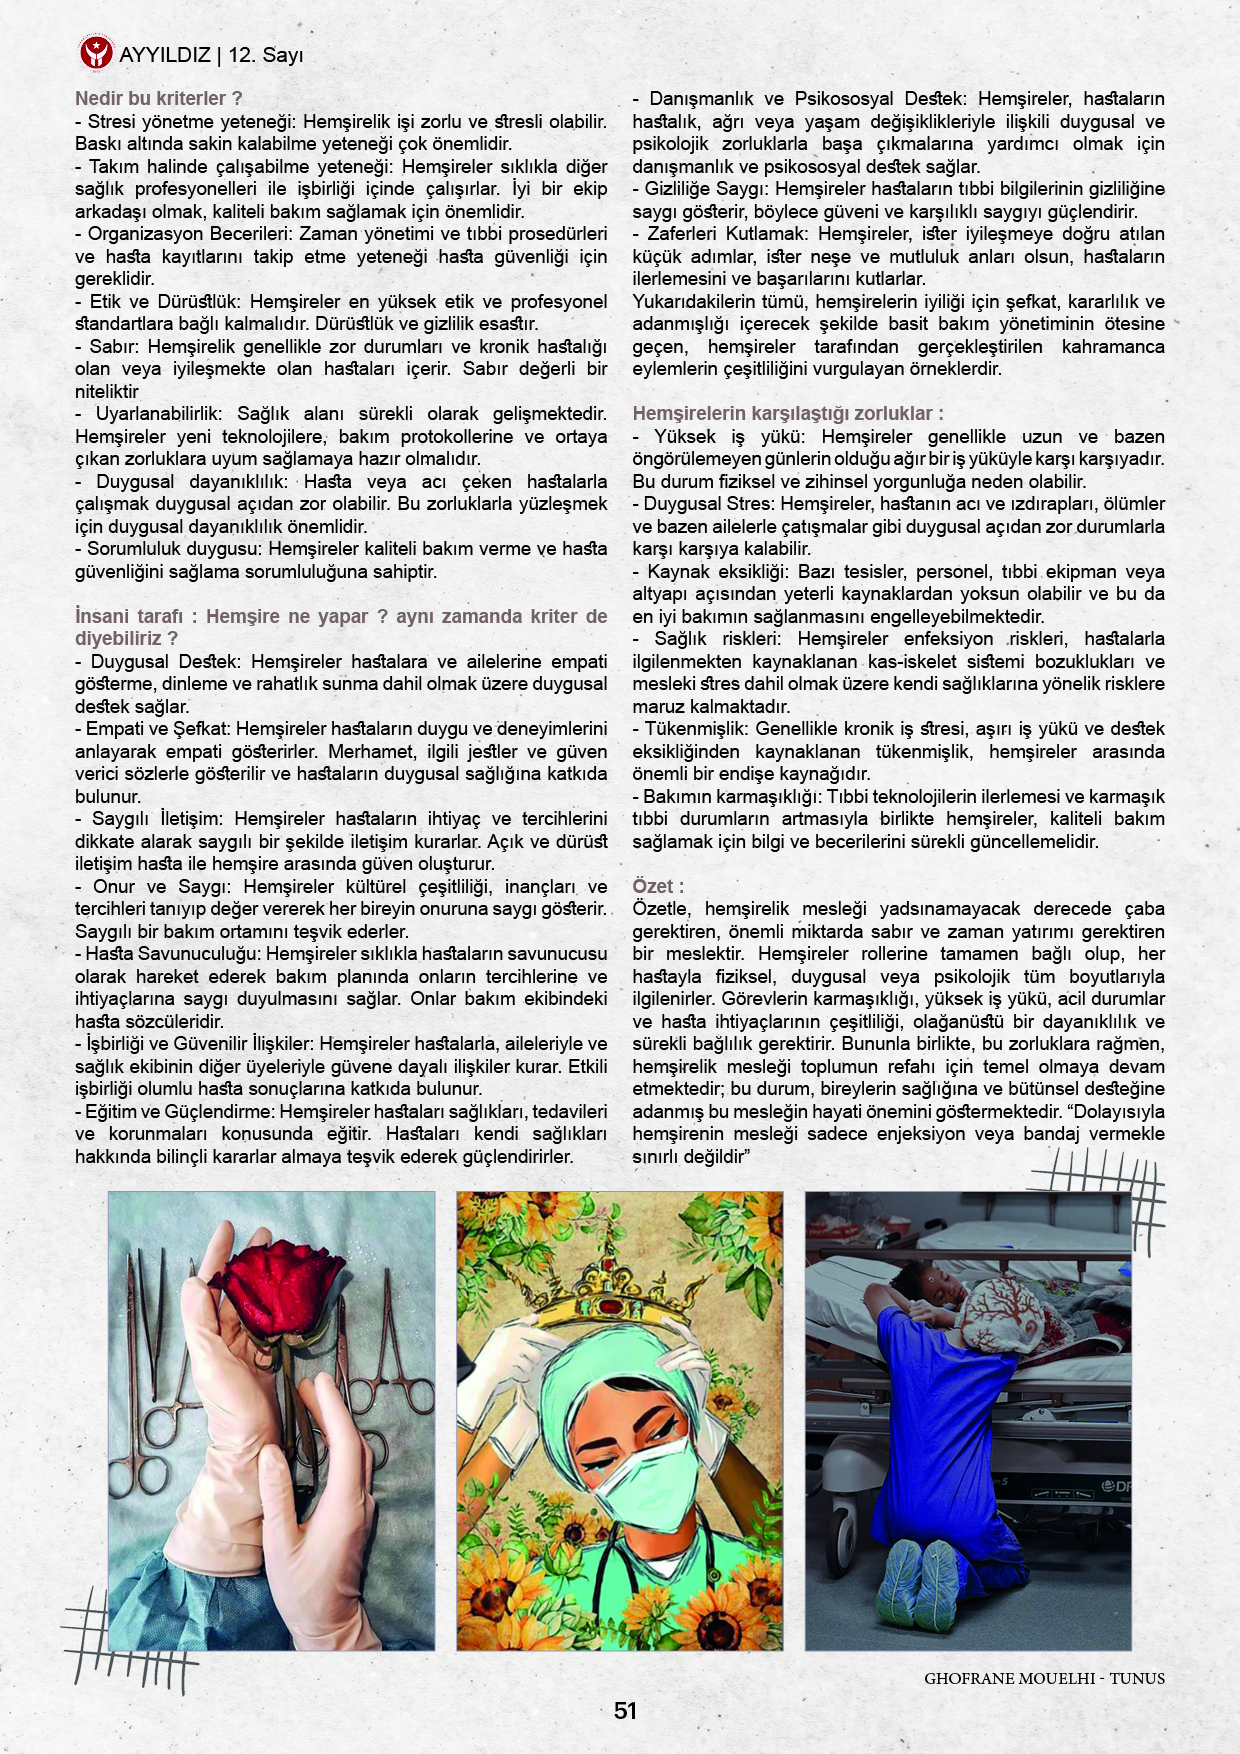 AYYILDIZ | 12. Sayı
Nedir bu kriterler ?
- Stresi yönetme yeteneği: Hemşirelik işi zorlu ve stresli olabilir.
Baskı altında sakin kalabilme yeteneği çok önemlidir.
- Takım halinde çalışabilme yeteneği: Hemşireler sıklıkla diğer
sağlık profesyonelleri ile işbirliği içinde çalışırlar. İyi bir ekip
arkadaşı olmak, kaliteli bakım sağlamak için önemlidir.
- Organizasyon Becerileri: Zaman yönetimi ve tıbbi prosedürleri
ve hasta kayıtlarını takip etme yeteneği hasta güvenliği için
gereklidir.
- Etik ve Dürüstlük: Hemşireler en yüksek etik ve profesyonel
standartlara bağlı kalmalıdır. Dürüstlük ve gizlilik esastır.
- Sabır: Hemşirelik genellikle zor durumları ve kronik hastalığı
olan veya iyileşmekte olan hastaları içerir. Sabır değerli bir
niteliktir
- Uyarlanabilirlik: Sağlık alanı sürekli olarak gelişmektedir.
Hemşireler yeni teknolojilere, bakım protokollerine ve ortaya
çıkan zorluklara uyum sağlamaya hazır olmalıdır.
- Duygusal dayanıklılık: Hasta veya acı çeken hastalarla
çalışmak duygusal açıdan zor olabilir. Bu zorluklarla yüzleşmek
için duygusal dayanıklılık önemlidir.
- Sorumluluk duygusu: Hemşireler kaliteli bakım verme ve hasta
güvenliğini sağlama sorumluluğuna sahiptir.
İnsani tarafı : Hemşire ne yapar ? aynı zamanda kriter de
diyebiliriz ?
- Duygusal Destek: Hemşireler hastalara ve ailelerine empati
gösterme, dinleme ve rahatlık sunma dahil olmak üzere duygusal
destek sağlar.
- Empati ve Şefkat: Hemşireler hastaların duygu ve deneyimlerini
anlayarak empati gösterirler. Merhamet, ilgili jestler ve güven
verici sözlerle gösterilir ve hastaların duygusal sağlığına katkıda
bulunur.
- Saygılı İletişim: Hemşireler hastaların ihtiyaç ve tercihlerini
dikkate alarak saygılı bir şekilde iletişim kurarlar. Açık ve dürüst
iletişim hasta ile hemşire arasında güven oluşturur.
- Onur ve Saygı: Hemşireler kültürel çeşitliliği, inançları ve
tercihleri tanıyıp değer vererek her bireyin onuruna saygı gösterir.
Saygılı bir bakım ortamını teşvik ederler.
- Hasta Savunuculuğu: Hemşireler sıklıkla hastaların savunucusu
olarak hareket ederek bakım planında onların tercihlerine ve
ihtiyaçlarına saygı duyulmasını sağlar. Onlar bakım ekibindeki
hasta sözcüleridir.
- İşbirliği ve Güvenilir İlişkiler: Hemşireler hastalarla, aileleriyle ve
sağlık ekibinin diğer üyeleriyle güvene dayalı ilişkiler kurar. Etkili
işbirliği olumlu hasta sonuçlarına katkıda bulunur.
- Eğitim ve Güçlendirme: Hemşireler hastaları sağlıkları, tedavileri
ve korunmaları konusunda eğitir. Hastaları kendi sağlıkları
hakkında bilinçli kararlar almaya teşvik ederek güçlendirirler.
- Danışmanlık ve Psikososyal Destek: Hemşireler, hastaların
hastalık, ağrı veya yaşam değişiklikleriyle ilişkili duygusal ve
psikolojik zorluklarla başa çıkmalarına yardımcı olmak için
danışmanlık ve psikososyal destek sağlar.
- Gizliliğe Saygı: Hemşireler hastaların tıbbi bilgilerinin gizliliğine
saygı gösterir, böylece güveni ve karşılıklı saygıyı güçlendirir.
- Zaferleri Kutlamak: Hemşireler, ister iyileşmeye doğru atılan
küçük adımlar, ister neşe ve mutluluk anları olsun, hastaların
ilerlemesini ve başarılarını kutlarlar.
Yukarıdakilerin tümü, hemşirelerin iyiliği için şefkat, kararlılık ve
adanmışlığı içerecek şekilde basit bakım yönetiminin ötesine
geçen, hemşireler tarafından gerçekleştirilen kahramanca
eylemlerin çeşitliliğini vurgulayan örneklerdir.
Hemşirelerin karşılaştığı zorluklar :
- Yüksek iş yükü: Hemşireler genellikle uzun ve bazen
öngörülemeyen günlerin olduğu ağır bir iş yüküyle karşı karşıyadır.
Bu durum fiziksel ve zihinsel yorgunluğa neden olabilir.
- Duygusal Stres: Hemşireler, hastanın acı ve ızdırapları, ölümler
ve bazen ailelerle çatışmalar gibi duygusal açıdan zor durumlarla
karşı karşıya kalabilir.
- Kaynak eksikliği: Bazı tesisler, personel, tıbbi ekipman veya
altyapı açısından yeterli kaynaklardan yoksun olabilir ve bu da
en iyi bakımın sağlanmasını engelleyebilmektedir.
- Sağlık riskleri: Hemşireler enfeksiyon riskleri, hastalarla
ilgilenmekten kaynaklanan kas-iskelet sistemi bozuklukları ve
mesleki stres dahil olmak üzere kendi sağlıklarına yönelik risklere
maruz kalmaktadır.
- Tükenmişlik: Genellikle kronik iş stresi, aşırı iş yükü ve destek
eksikliğinden kaynaklanan tükenmişlik, hemşireler arasında
önemli bir endişe kaynağıdır.
- Bakımın karmaşıklığı: Tıbbi teknolojilerin ilerlemesi ve karmaşık
tıbbi durumların artmasıyla birlikte hemşireler, kaliteli bakım
sağlamak için bilgi ve becerilerini sürekli güncellemelidir.
Özet :
Özetle, hemşirelik mesleği yadsınamayacak derecede çaba
gerektiren, önemli miktarda sabır ve zaman yatırımı gerektiren
bir meslektir. Hemşireler rollerine tamamen bağlı olup, her
hastayla fiziksel, duygusal veya psikolojik tüm boyutlarıyla
ilgilenirler. Görevlerin karmaşıklığı, yüksek iş yükü, acil durumlar
ve hasta ihtiyaçlarının çeşitliliği, olağanüstü bir dayanıklılık ve
sürekli bağlılık gerektirir. Bununla birlikte, bu zorluklara rağmen,
hemşirelik mesleği toplumun refahı için temel olmaya devam
etmektedir; bu durum, bireylerin sağlığına ve bütünsel desteğine
adanmış bu mesleğin hayati önemini göstermektedir. “Dolayısıyla
hemşirenin mesleği sadece enjeksiyon veya bandaj vermekle
sınırlı değildir”
GHOFRANE MOUELHI - TUNUS
51